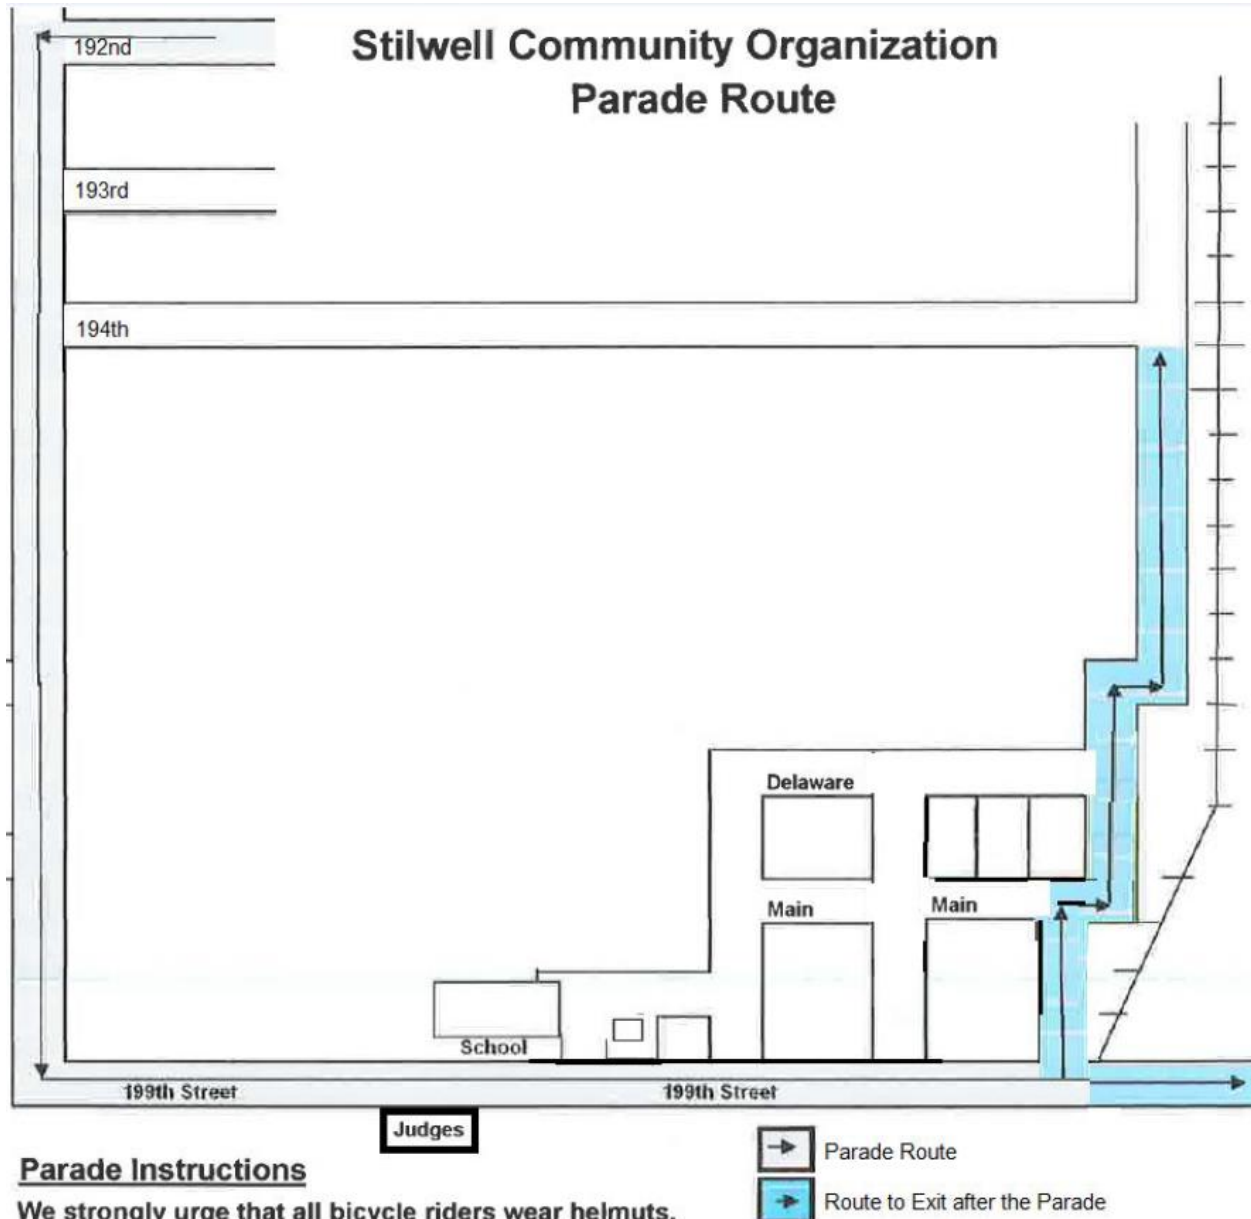 Stilwell Community Organization
Parade Route
192nd
193rd
194th
Delaware
Main
Main
School
199th Street
199th Street
Judges
Parade Instructions
We strongly urge that all bicycle riders wear helmuts.
Parade Route
Route to Exit after the Parade